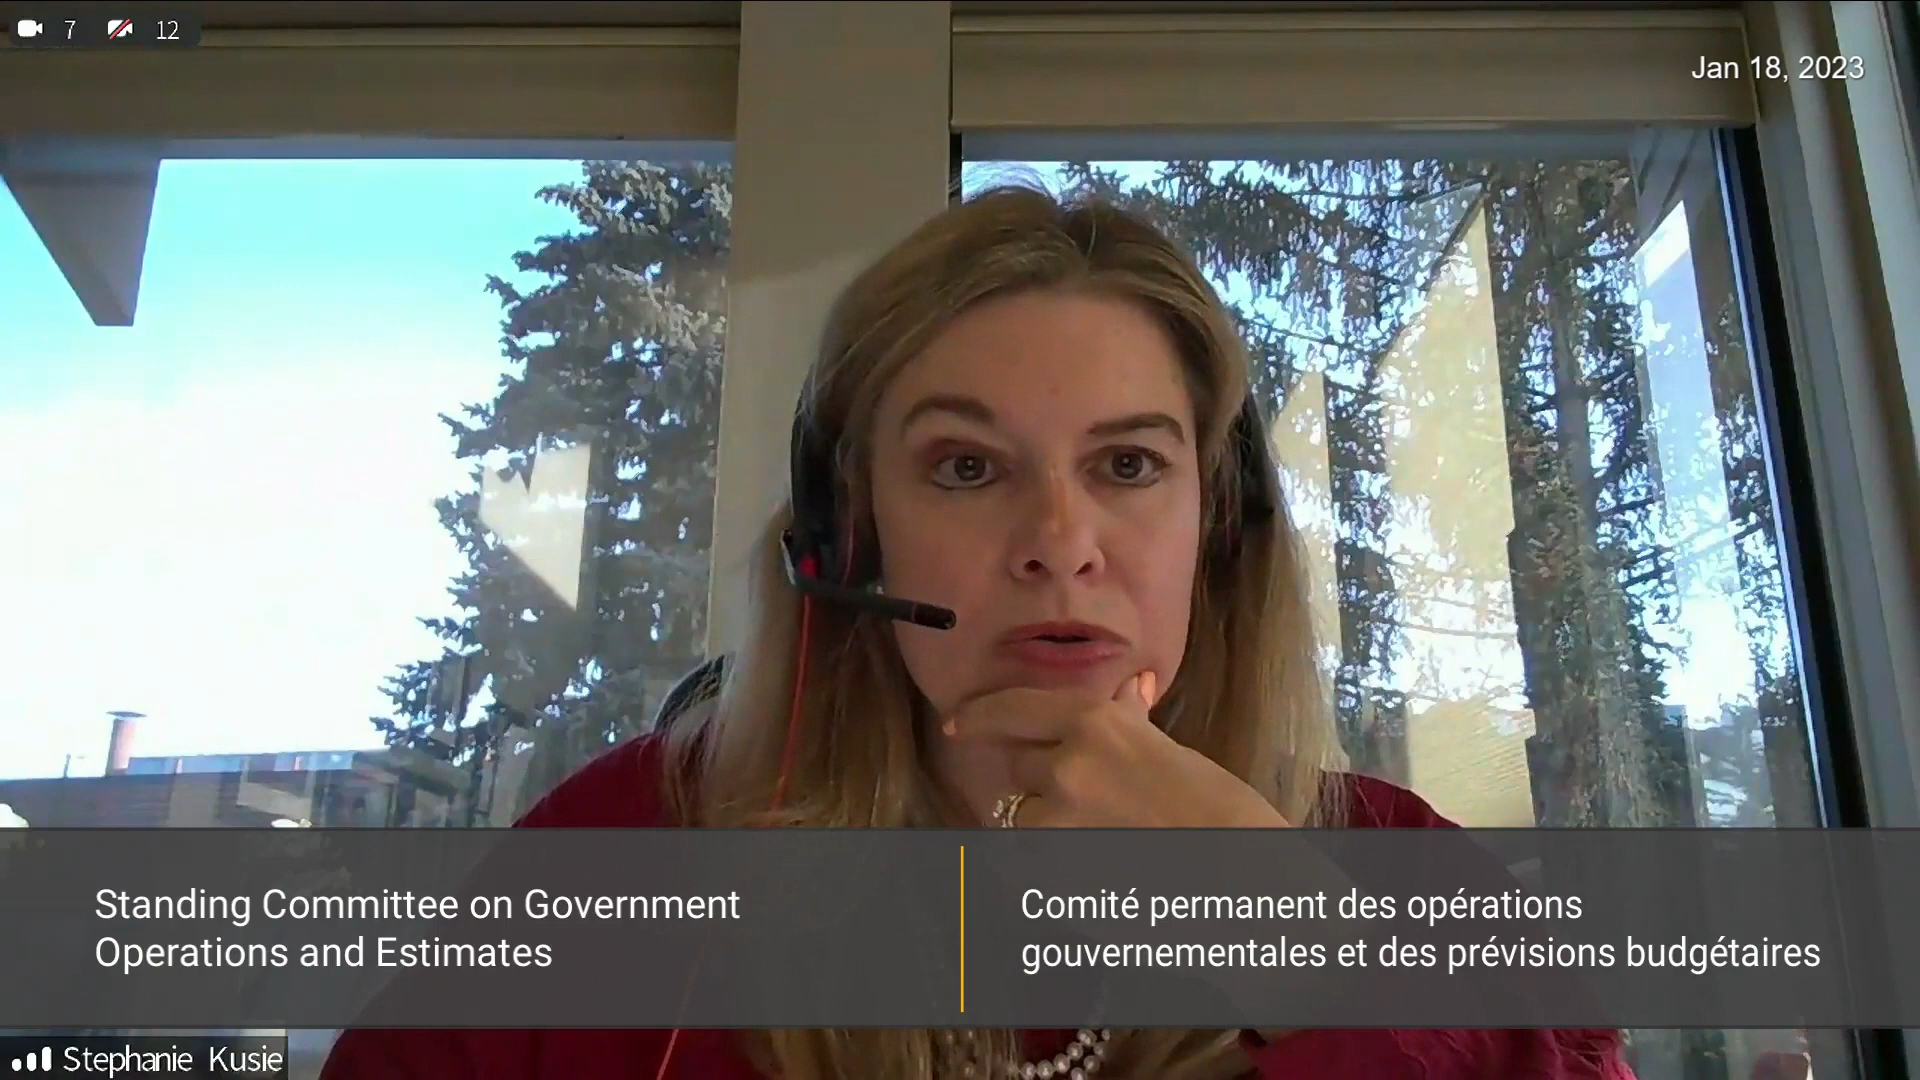 7 12
Jan 18, 2023
Standing Committee on Government
Operations and Estimates
Comité permanent des opérations
gouvernementales et des prévisions budgétaires
Stephanie Kusie